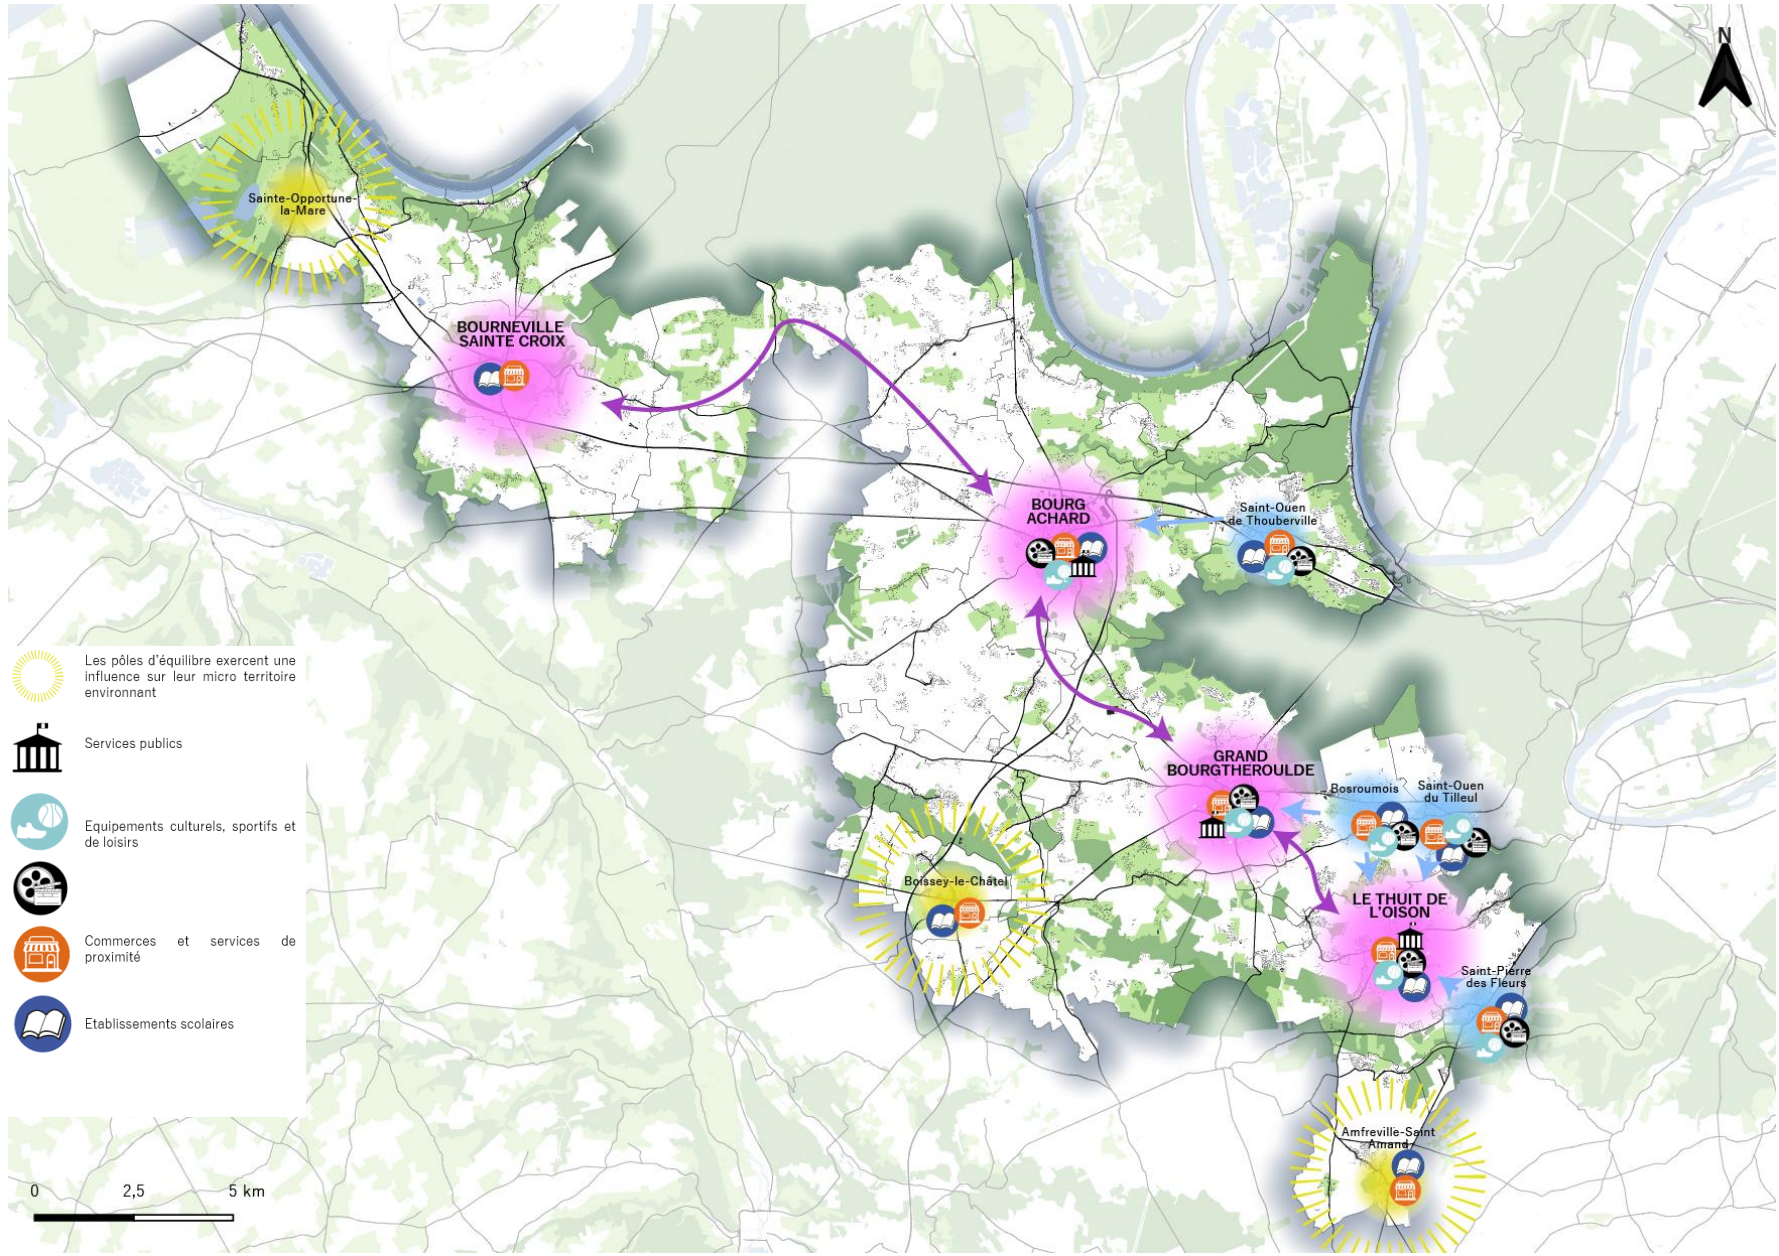 N
Sainte-Opportune-
la-Mare
BOURNEVILLE
SAINTE CROIX
BOURG
ACHARD
Saint-Ouen
de Thouberville
Les pôles d'équilibre exercent une
influence sur leur micro territoire
environnant
Services publics
Equipements culturels, sportifs et
de loisirs
Commerces et services de
proximité
Etablissements scolaires
GRAND
BOURGTHEROULDE
Bosroumois
Saint-Ouen
du Tilleul
Boissey-le-Châtel
LE THUIT DE
L'OISON
Saint-Pierre
des Fleurs
Amfreville-Saint
Amand
0 2,5 5 km